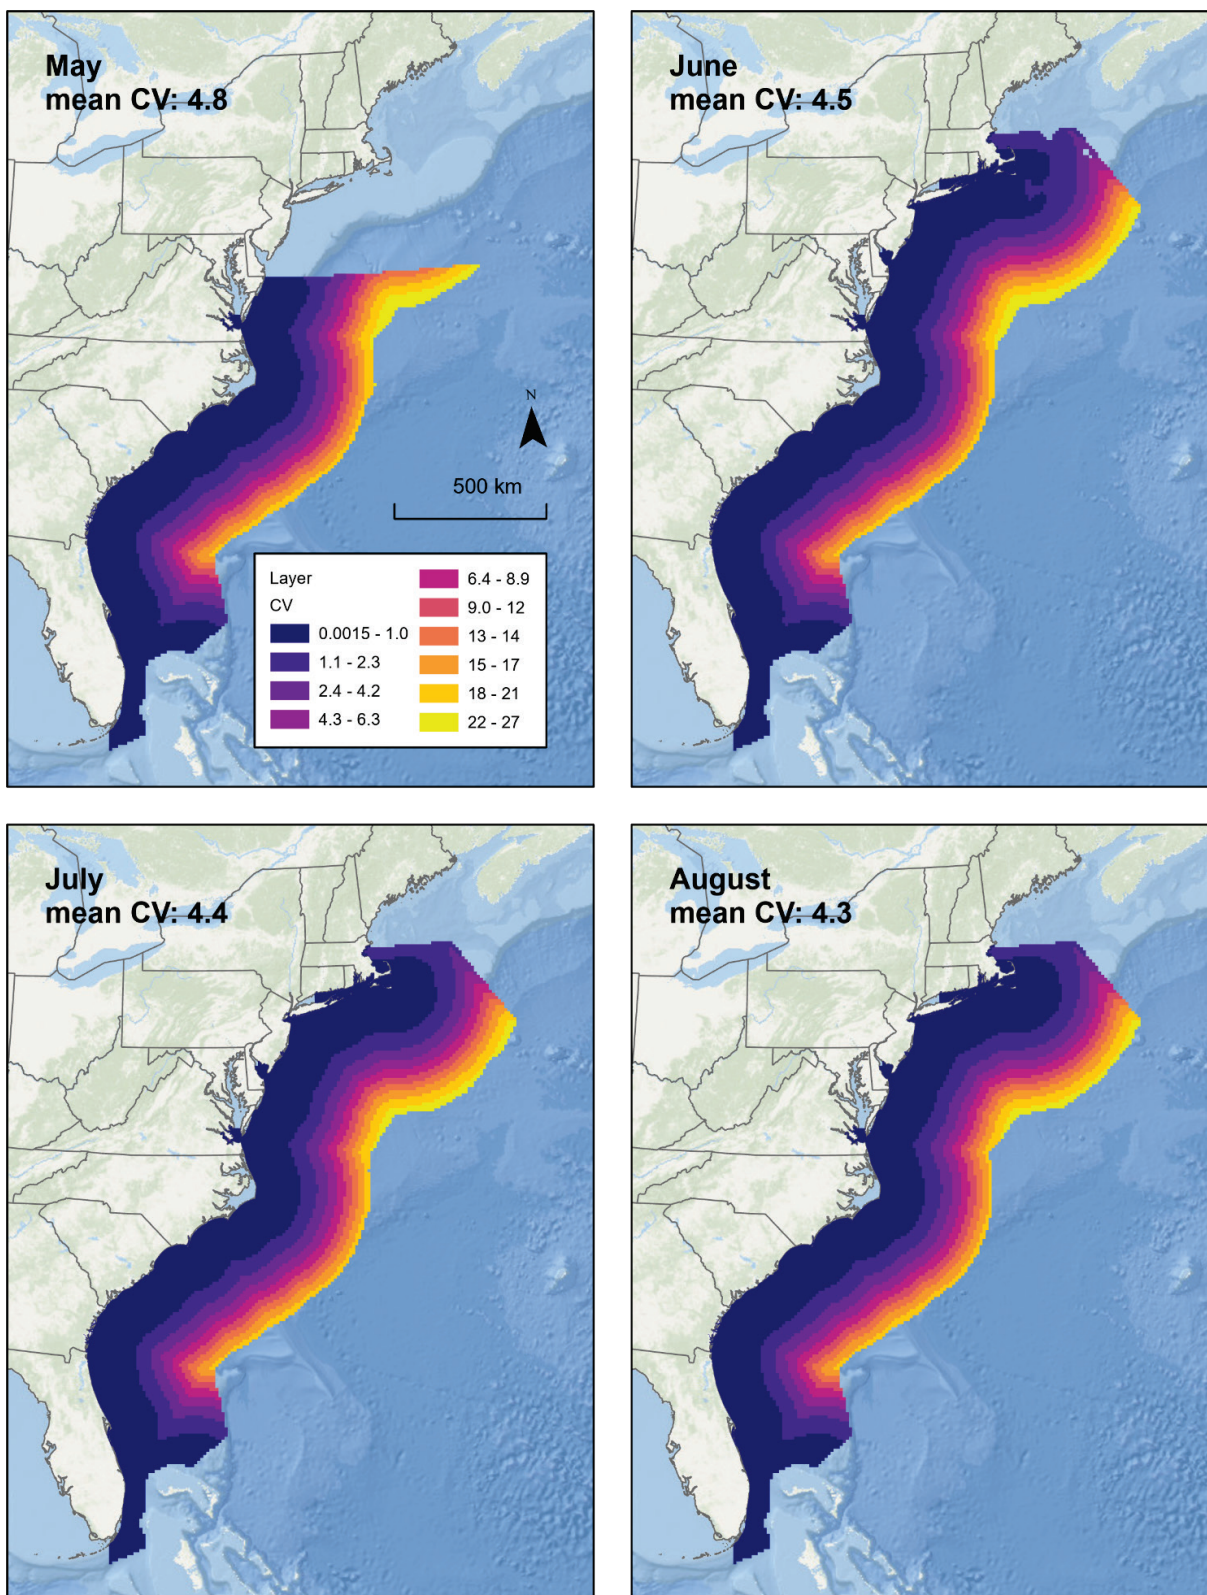 May
mean CV: 4.8
N
500 km
Layer
CV
0.0015 - 1.0
1.1 - 2.3
2.4 - 4.2
4.3 - 6.3
6.4 - 8.9
9.0 - 12
13 - 14
15 - 17
18 - 21
22 - 27
June
mean CV: 4.5
July
mean CV: 4.4
August
mean CV: 4.3